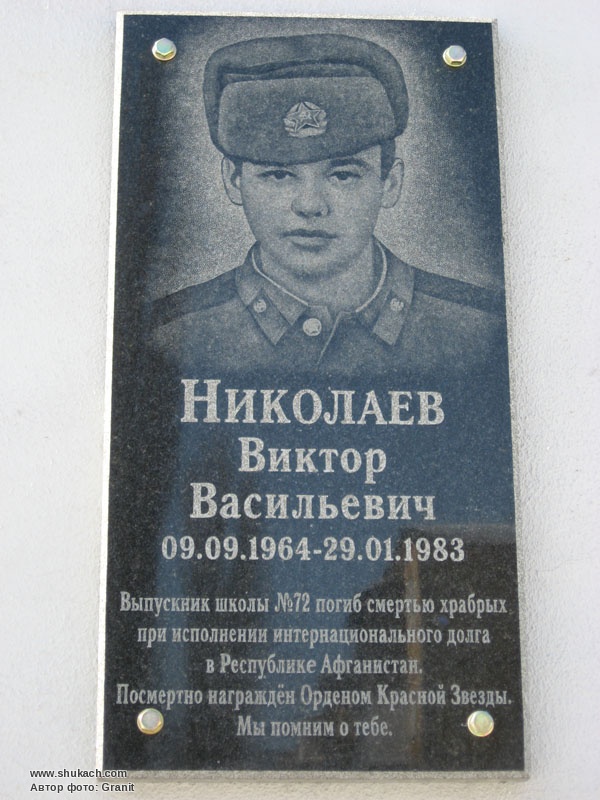 Николаев
Виктор
Васильевич
09.09.1964-29.01.1983
Выпускник школы №72 погиб смертью храбрых
при исполнении интернационального долга
в Республике Афганистан.
Посмертно награждён Орденом Красной Звезды.
Мы помним о тебе.
www.shukach.com
Автор фото: Granit